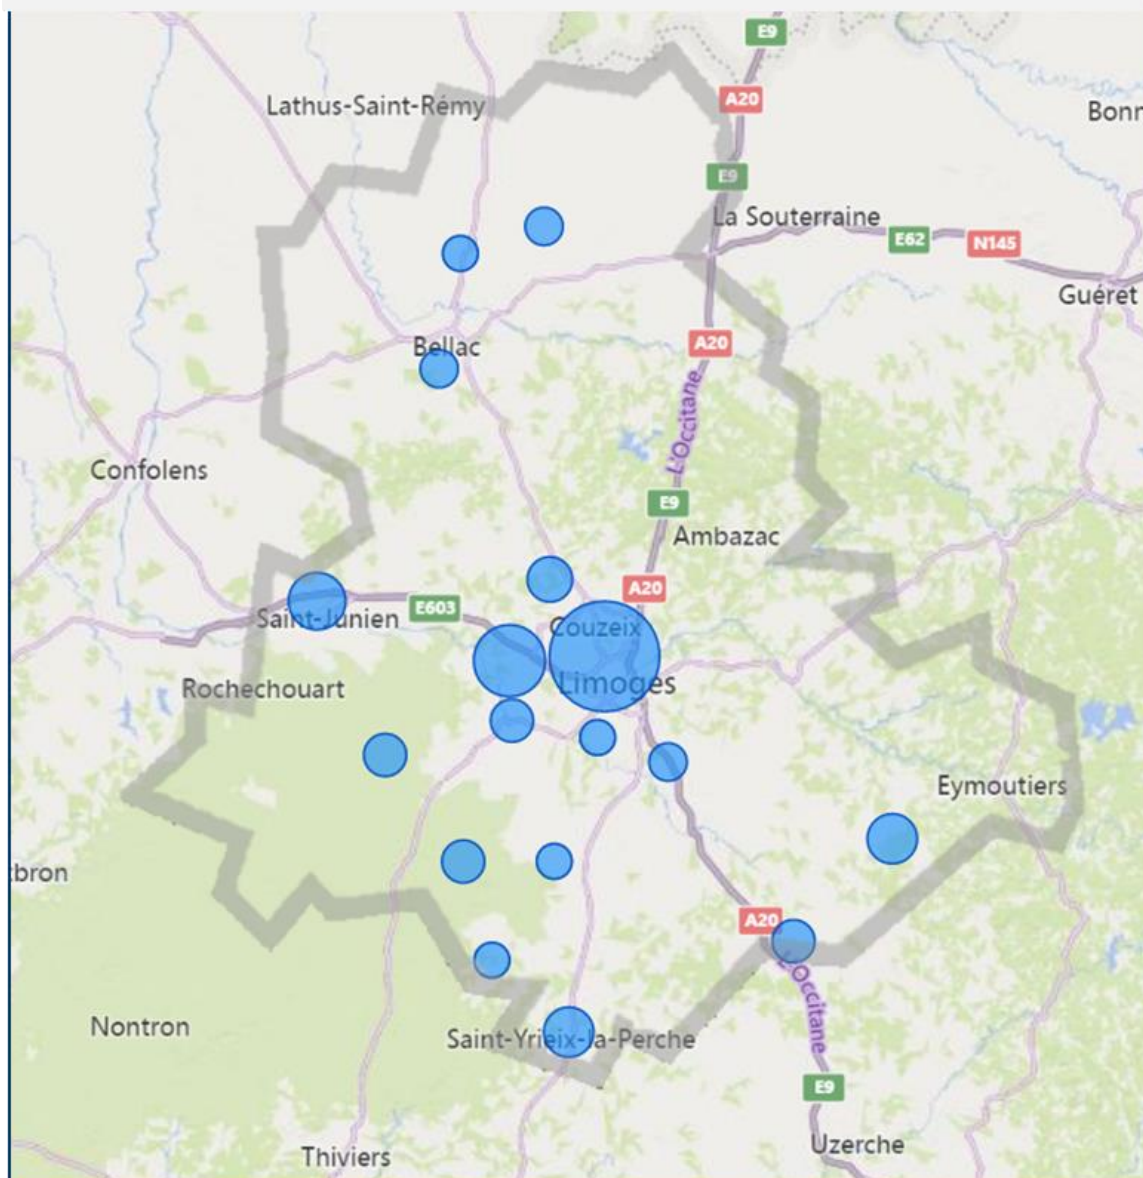 E9
A20
Lathus-Saint-Rémy
Bonn
E9
La Souterraine
E62
N145
Guéret
A20
Bellac
L'Occitane
Confolens
E9
Ambazac
A20
E603
Saint-Junien
Couzeix
Limoges
Rochechouart
Eymoutiers
bron
A20
L'Occitane
Nontron
Saint-Yrieix-la-Perche
E9
Uzerche
Thiviers